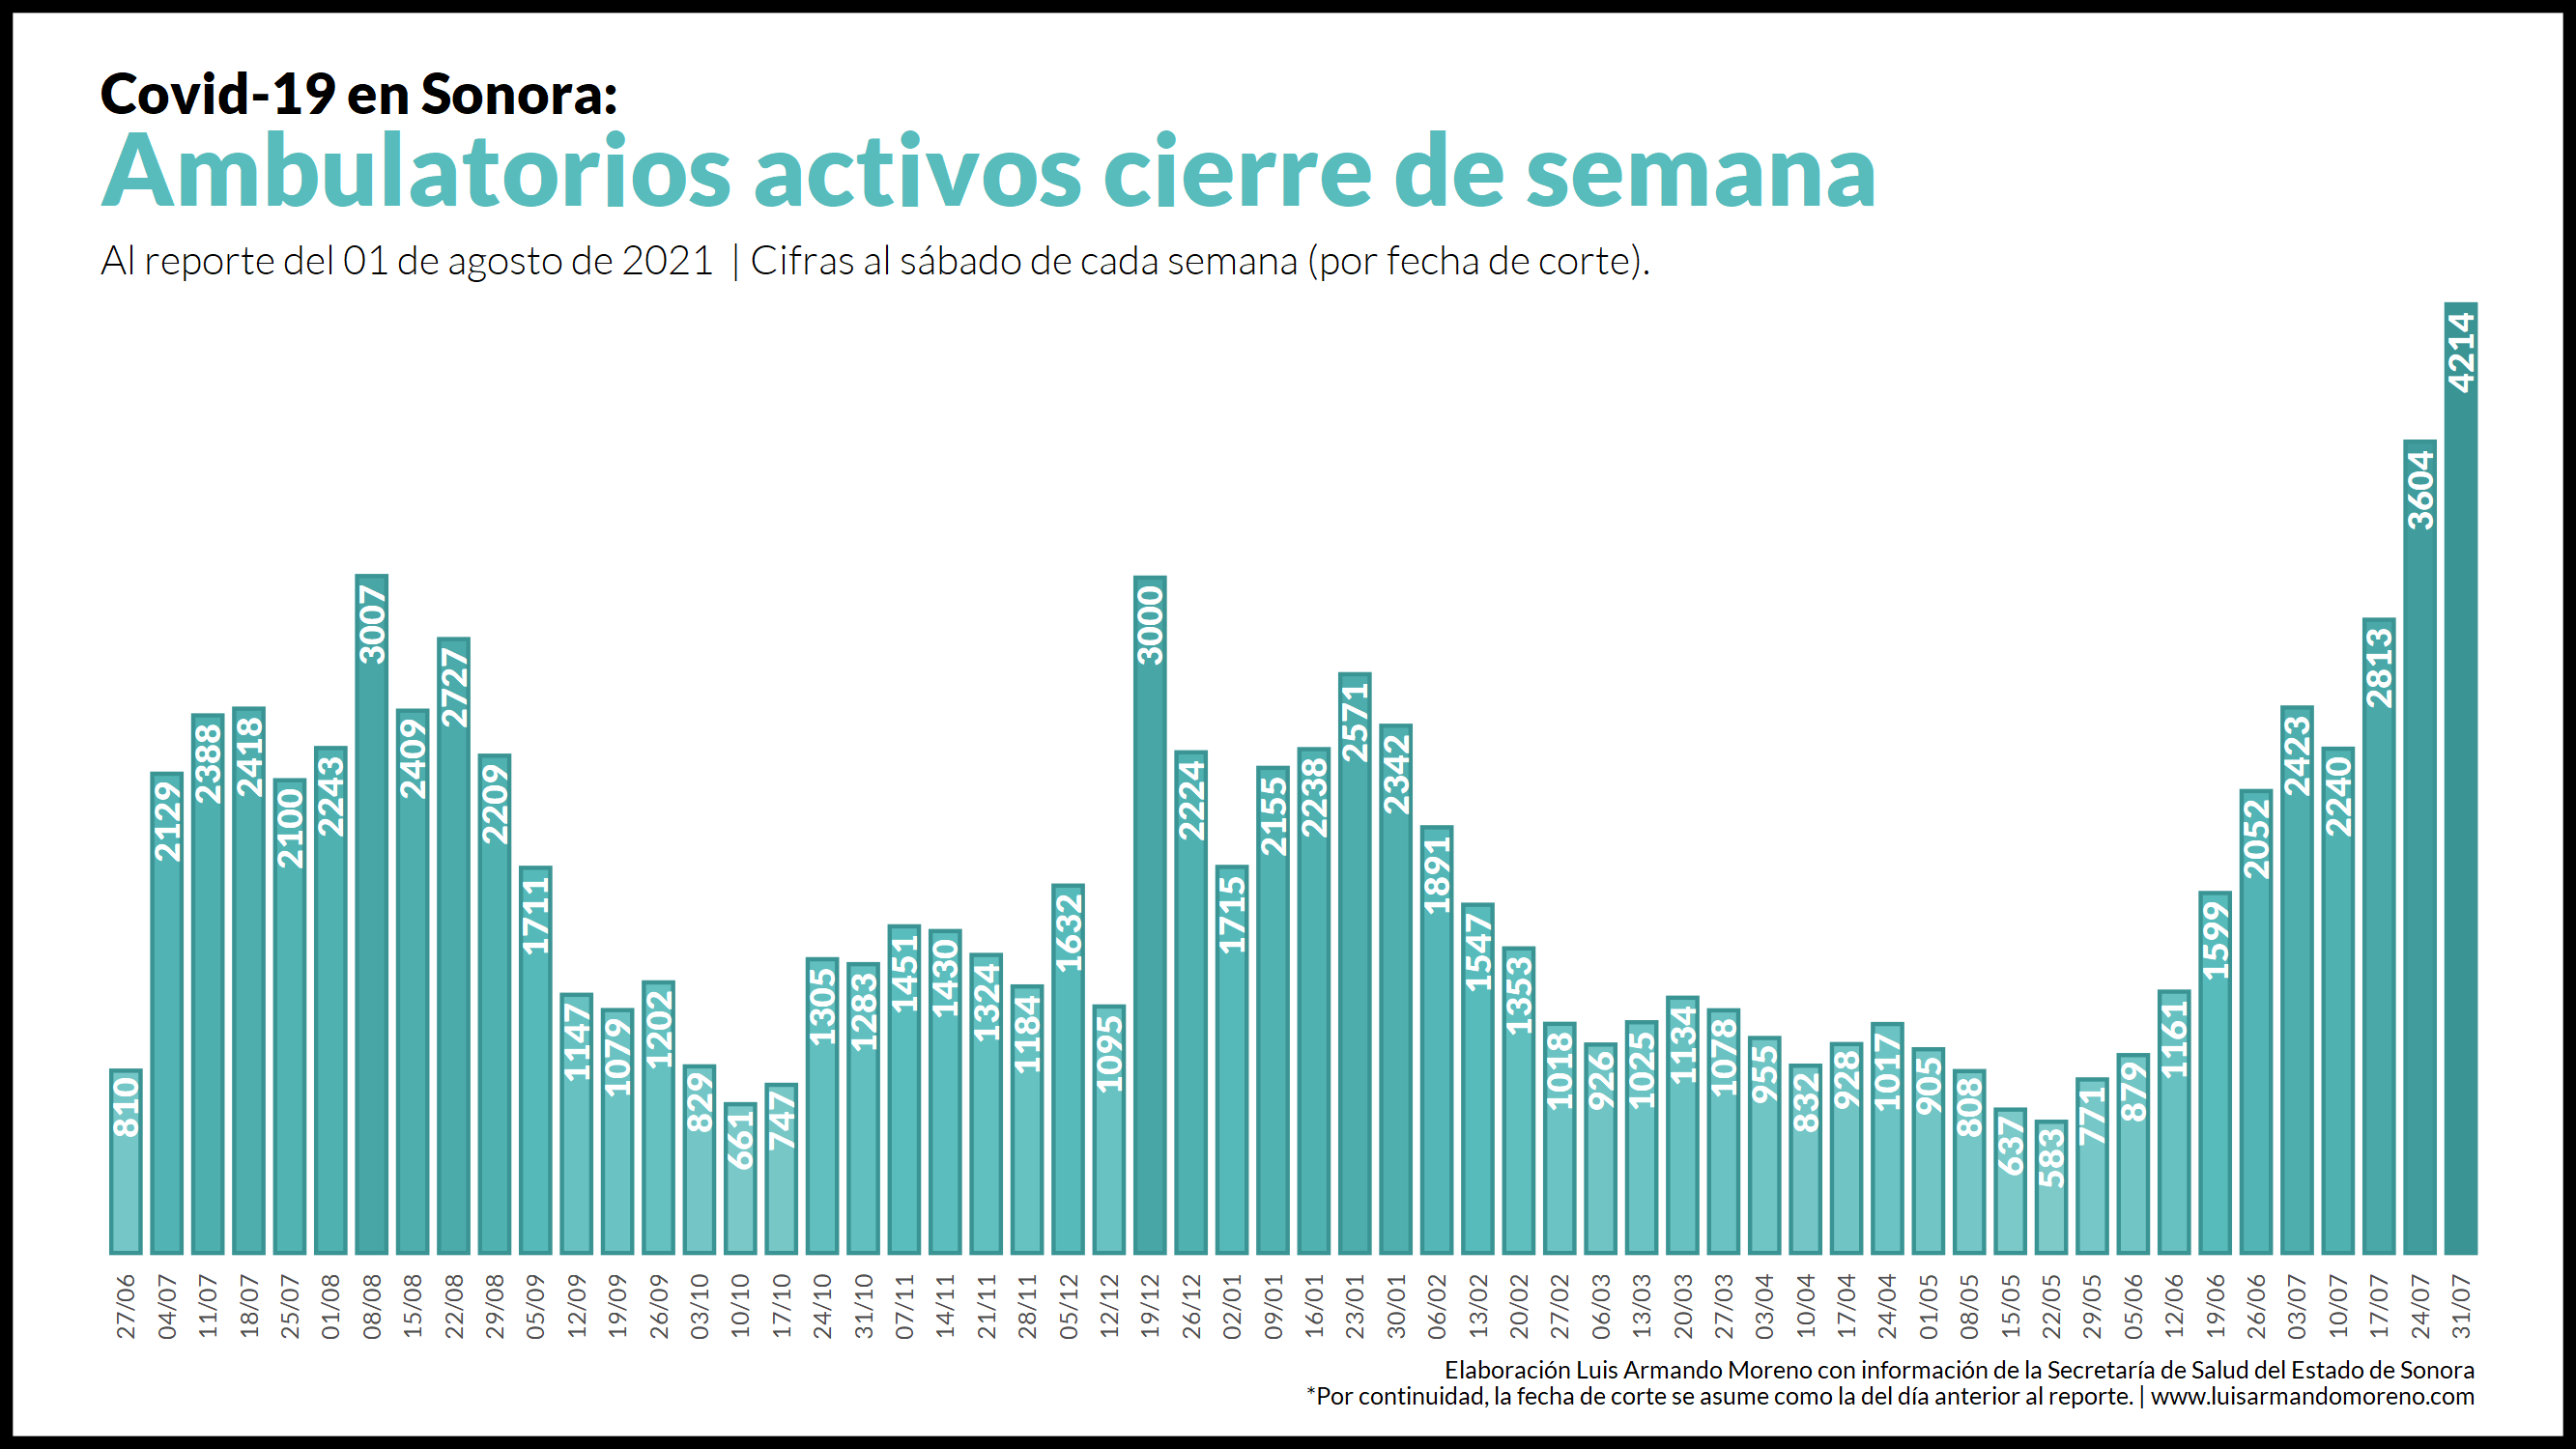 Covid-19 en Sonora:
Ambulatorios activos cierre de semana
Al reporte del 01 de agosto de 2021 | Cifras al sábado de cada semana (por fecha de corte).
810 2129 2388 2418 2100 2243 3007 2409 2727 2209 1711 1147 1079 1202 829 661 747 1305 1283 1451 1430 1324 1184 1632 1095 3000 2224 1715 2155 2238 2571 2342 1891 1547 1353 1018 926 1025 1134 1078 955 832 928 1017 905 808 637 583 771 879 1161 1599 2052 2423 2240 2813 3604 4214
27/06 04/07 11/07 18/07 25/07 01/08 08/08 15/08 22/08 29/08 05/09 12/09 19/09 26/09 03/10 10/10 17/10 24/10 31/10 07/11 14/11 21/11 28/11 05/12 12/12 19/12 26/12 02/01 09/01 16/01 23/01 30/01 06/02 13/02 20/02 27/02 06/03 13/03 20/03 27/03 03/04 10/04 17/04 24/04 01/05 08/05 15/05 22/05 29/05 05/06 12/06 19/06 26/06 03/07 10/07 17/07 24/07 31/07
Elaboración Luis Armando Moreno con información de la Secretaría de Salud del Estado de Sonora
*Por continuidad, la fecha de corte se asume como la del día anterior al reporte. | www.luisarmandomoreno.com